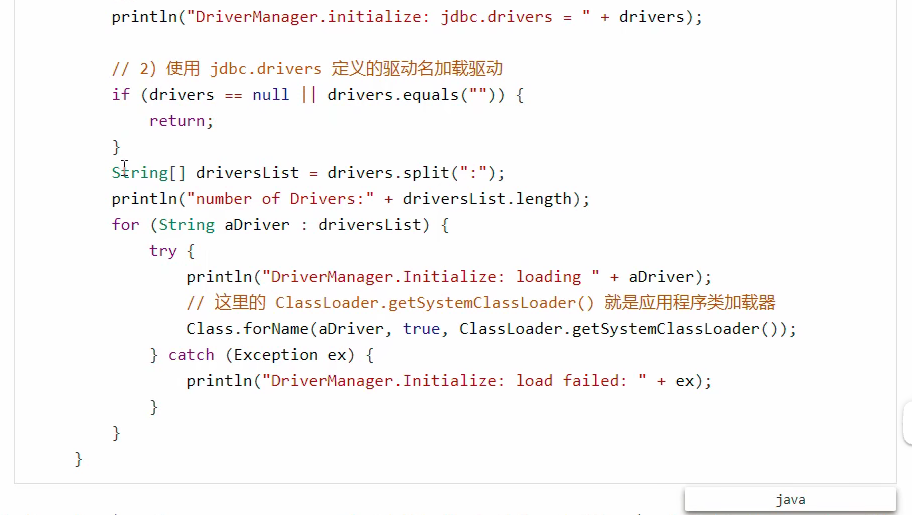 println("DriverManager.initialize: jdbc.drivers = " + drivers);
// 2）使用 jdbc.drivers 定义的驱动名加载驱动
if (drivers == null || drivers.equals("")) {
return;
}
String[] driversList = drivers.split(":");
println("number of Drivers:" + driversList.length);
for (String aDriver : driversList) {
try {
println("DriverManager.Initialize: loading " + aDriver);
// 这里的 ClassLoader.getSystemClassLoader() 就是应用程序类加载器
Class.forName(aDriver, true, ClassLoader.getSystemClassLoader());
} catch (Exception ex) {
println("DriverManager.Initialize: load failed: " + ex);
}
}
}
java